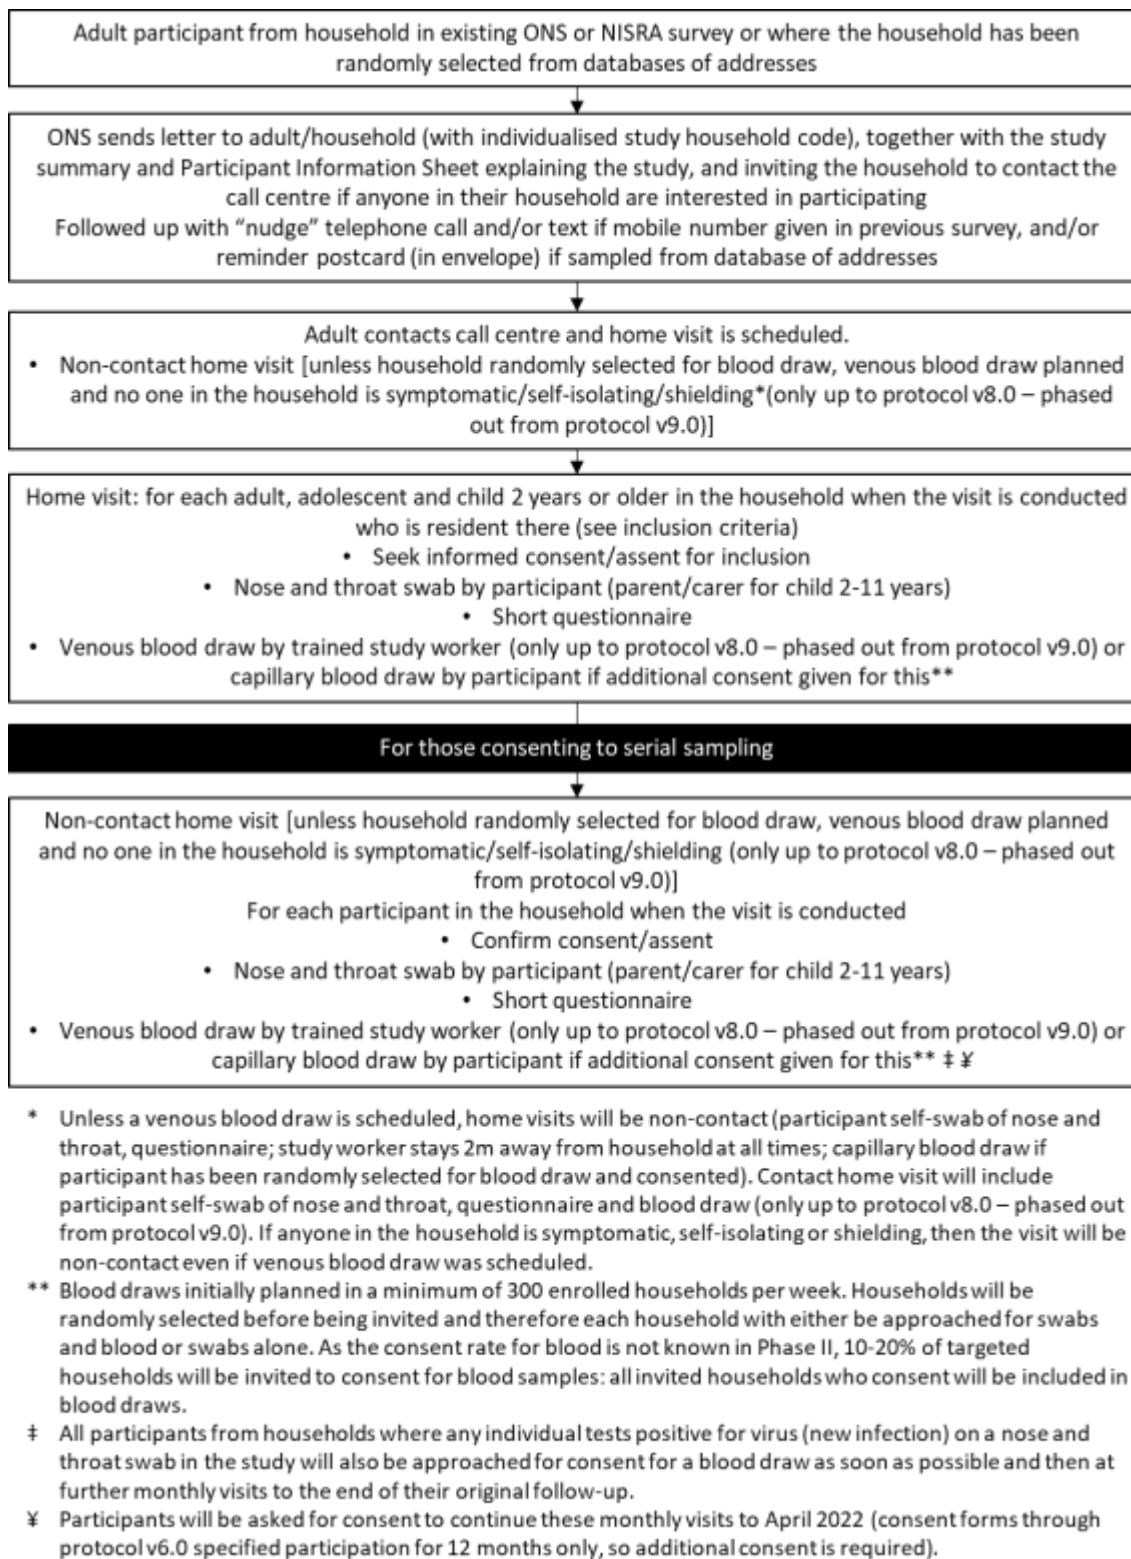 Adult participant from household in existing ONS or NISRA survey or where the household has been
randomly selected from databases of addresses
ONS sends letter to adult/household (with individualised study household code), together with the study
summary and Participant Information Sheet explaining the study, and inviting the household to contact the
call centre if anyone in their household are interested in participating
Followed up with “nudge” telephone call and/or text if mobile number given in previous survey, and/or
reminder postcard (in envelope) if sampled from database of addresses
Adult contacts call centre and home visit is scheduled.
• Non-contact home visit [unless household randomly selected for blood draw, venous blood draw planned
and no one in the household is symptomatic/self-isolating/shielding*(only up to protocol v8.0 – phased
out from protocol v9.0)]
Home visit: for each adult, adolescent and child 2 years or older in the household when the visit is conducted
who is resident there (see inclusion criteria)
• Seek informed consent/assent for inclusion
• Nose and throat swab by participant (parent/carer for child 2-11 years)
• Short questionnaire
• Venous blood draw by trained study worker (only up to protocol v8.0 – phased out from protocol v9.0) or
capillary blood draw by participant if additional consent given for this**
For those consenting to serial sampling
Non-contact home visit [unless household randomly selected for blood draw, venous blood draw planned
and no one in the household is symptomatic/self-isolating/shielding (only up to protocol v8.0 – phased out
from protocol v9.0)]
For each participant in the household when the visit is conducted
• Confirm consent/assent
• Nose and throat swab by participant (parent/carer for child 2-11 years)
• Short questionnaire
• Venous blood draw by trained study worker (only up to protocol v8.0 – phased out from protocol v9.0) or
capillary blood draw by participant if additional consent given for this** ‡ ¥
* Unless a venous blood draw is scheduled, home visits will be non-contact (participant self-swab of nose and
throat, questionnaire; study worker stays 2m away from household at all times; capillary blood draw if
participant has been randomly selected for blood draw and consented). Contact home visit will include
participant self-swab of nose and throat, questionnaire and blood draw (only up to protocol v8.0 – phased out
from protocol v9.0). If anyone in the household is symptomatic, self-isolating or shielding, then the visit will be
non-contact even if venous blood draw was scheduled.
** Blood draws initially planned in a minimum of 300 enrolled households per week. Households will be
randomly selected before being invited and therefore each household with either be approached for swabs
and blood or swabs alone. As the consent rate for blood is not known in Phase II, 10-20% of targeted
households will be invited to consent for blood samples: all invited households who consent will be included in
blood draws.
‡ All participants from households where any individual tests positive for virus (new infection) on a nose and
throat swab in the study will also be approached for consent for a blood draw as soon as possible and then at
further monthly visits to the end of their original follow-up.
¥ Participants will be asked for consent to continue these monthly visits to April 2022 (consent forms through
protocol v6.0 specified participation for 12 months only, so additional consent is required).